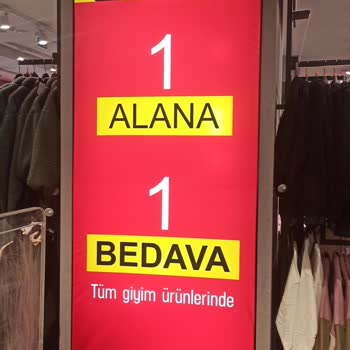 1
ALANA
1
BEDAVA
Tüm giyim ürünlerinde